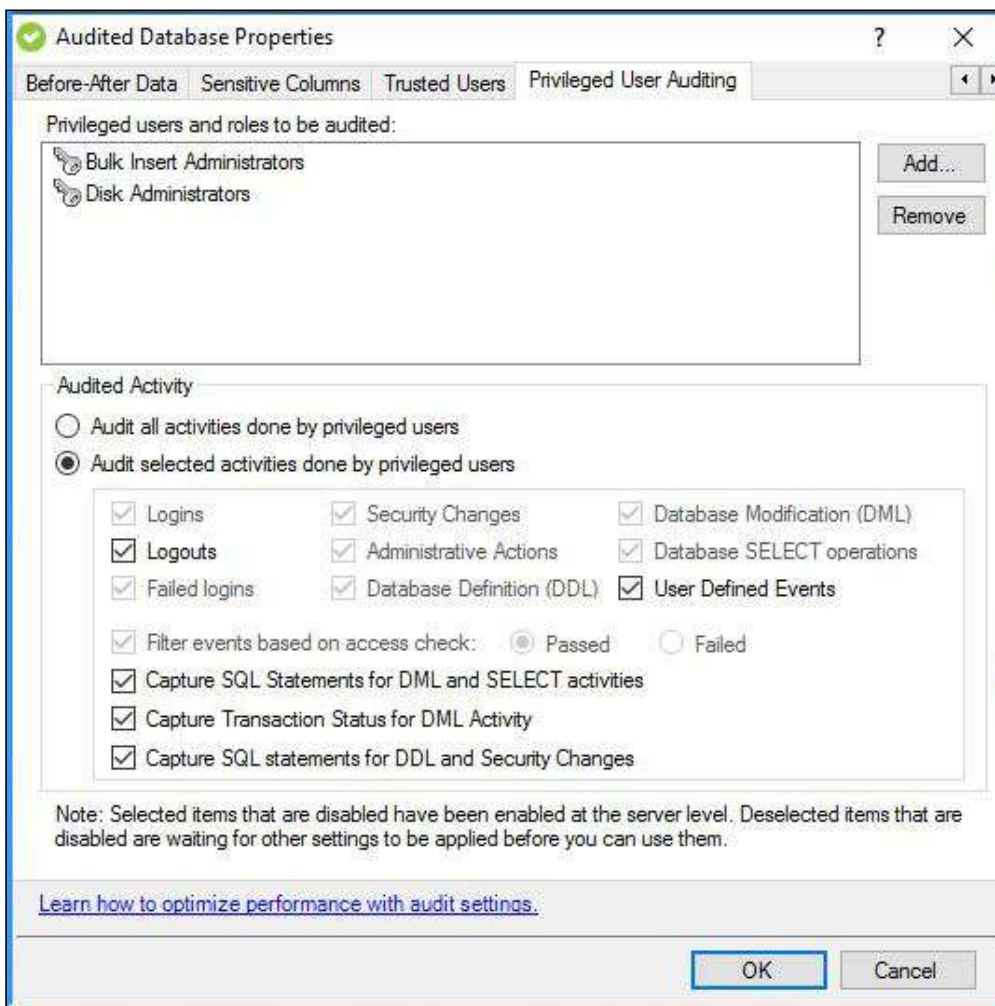 Audited Database Properties
Before-After Data Sensitive Columns Trusted Users Privileged User Auditing
Privileged users and roles to be audited:
Bulk Insert Administrators
Disk Administrators
Add...
Remove
Audited Activity
Audit all activities done by privileged users
Audit selected activities done by privileged users
Logins Security Changes Database Modification (DML)
Logouts Administrative Actions Database SELECT operations
Failed logins Database Definition (DDL) User Defined Events
Filter events based on access check: Passed Failed
Capture SQL Statements for DML and SELECT activities
Capture Transaction Status for DML Activity
Capture SQL statements for DDL and Security Changes
Note: Selected items that are disabled have been enabled at the server level. Deselected items that are
disabled are waiting for other settings to be applied before you can use them.
Learn how to optimize performance with audit settings.
OK Cancel